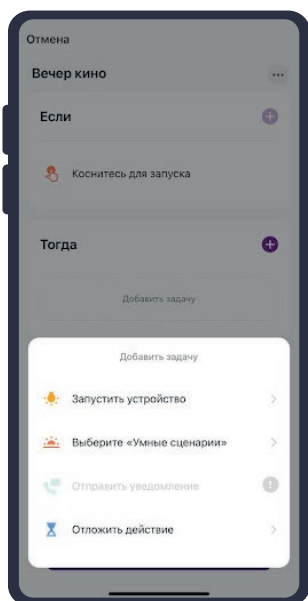 Отмена
Вечер кино
Если
Коснитесь для запуска
Тогда
Добавить задачу
Добавить задачу
Запустить устройство
Выберите «Умные сценарии»
Отправить уведомление
Отложить действие